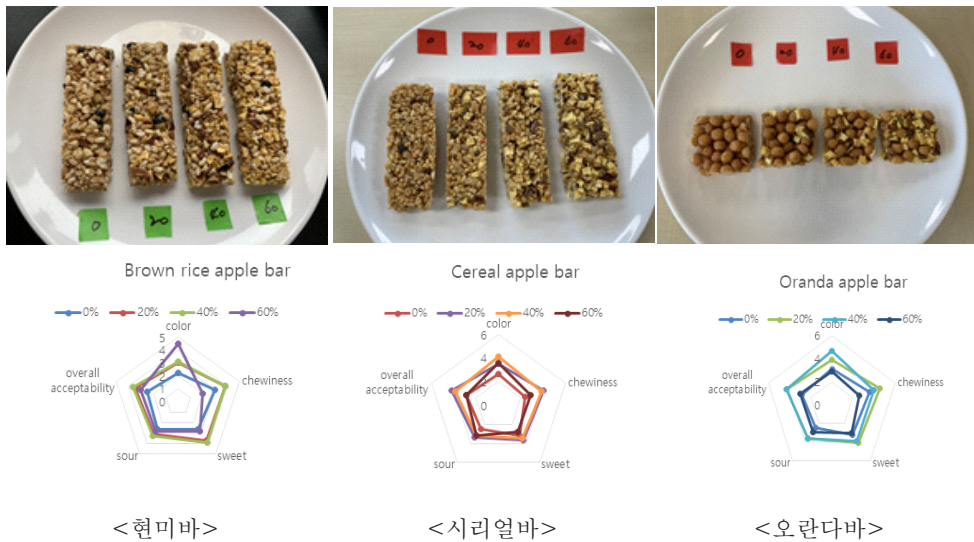 0 20 40 60
0 20 40 60
0 20 40 60
Brown rice apple bar
0% 20% 40% 60%
color
5
4
3
2
0
overall
acceptability
chewiness
sour
sweet
Cereal apple bar
0% 20% 40% 60%
color
6
4
2
0
overall
acceptability
chewiness
sour
sweet
Oranda apple bar
0% 20% 40% 60%
color
6
4
2
0
overall
acceptability
chewiness
sour
sweet
<현미바>
<시리얼바>
<오란다바>